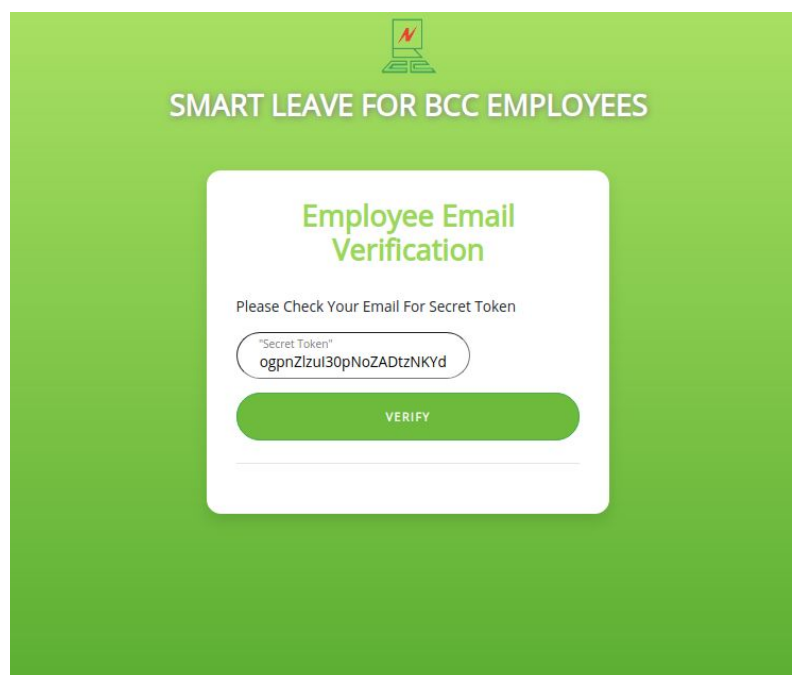 SMART LEAVE FOR BCC EMPLOYEES
Employee Email
Verification
Please Check Your Email For Secret Token
"Secret Token"
ogpnZlzuI30pNoZADtzNKYd
VERIFY